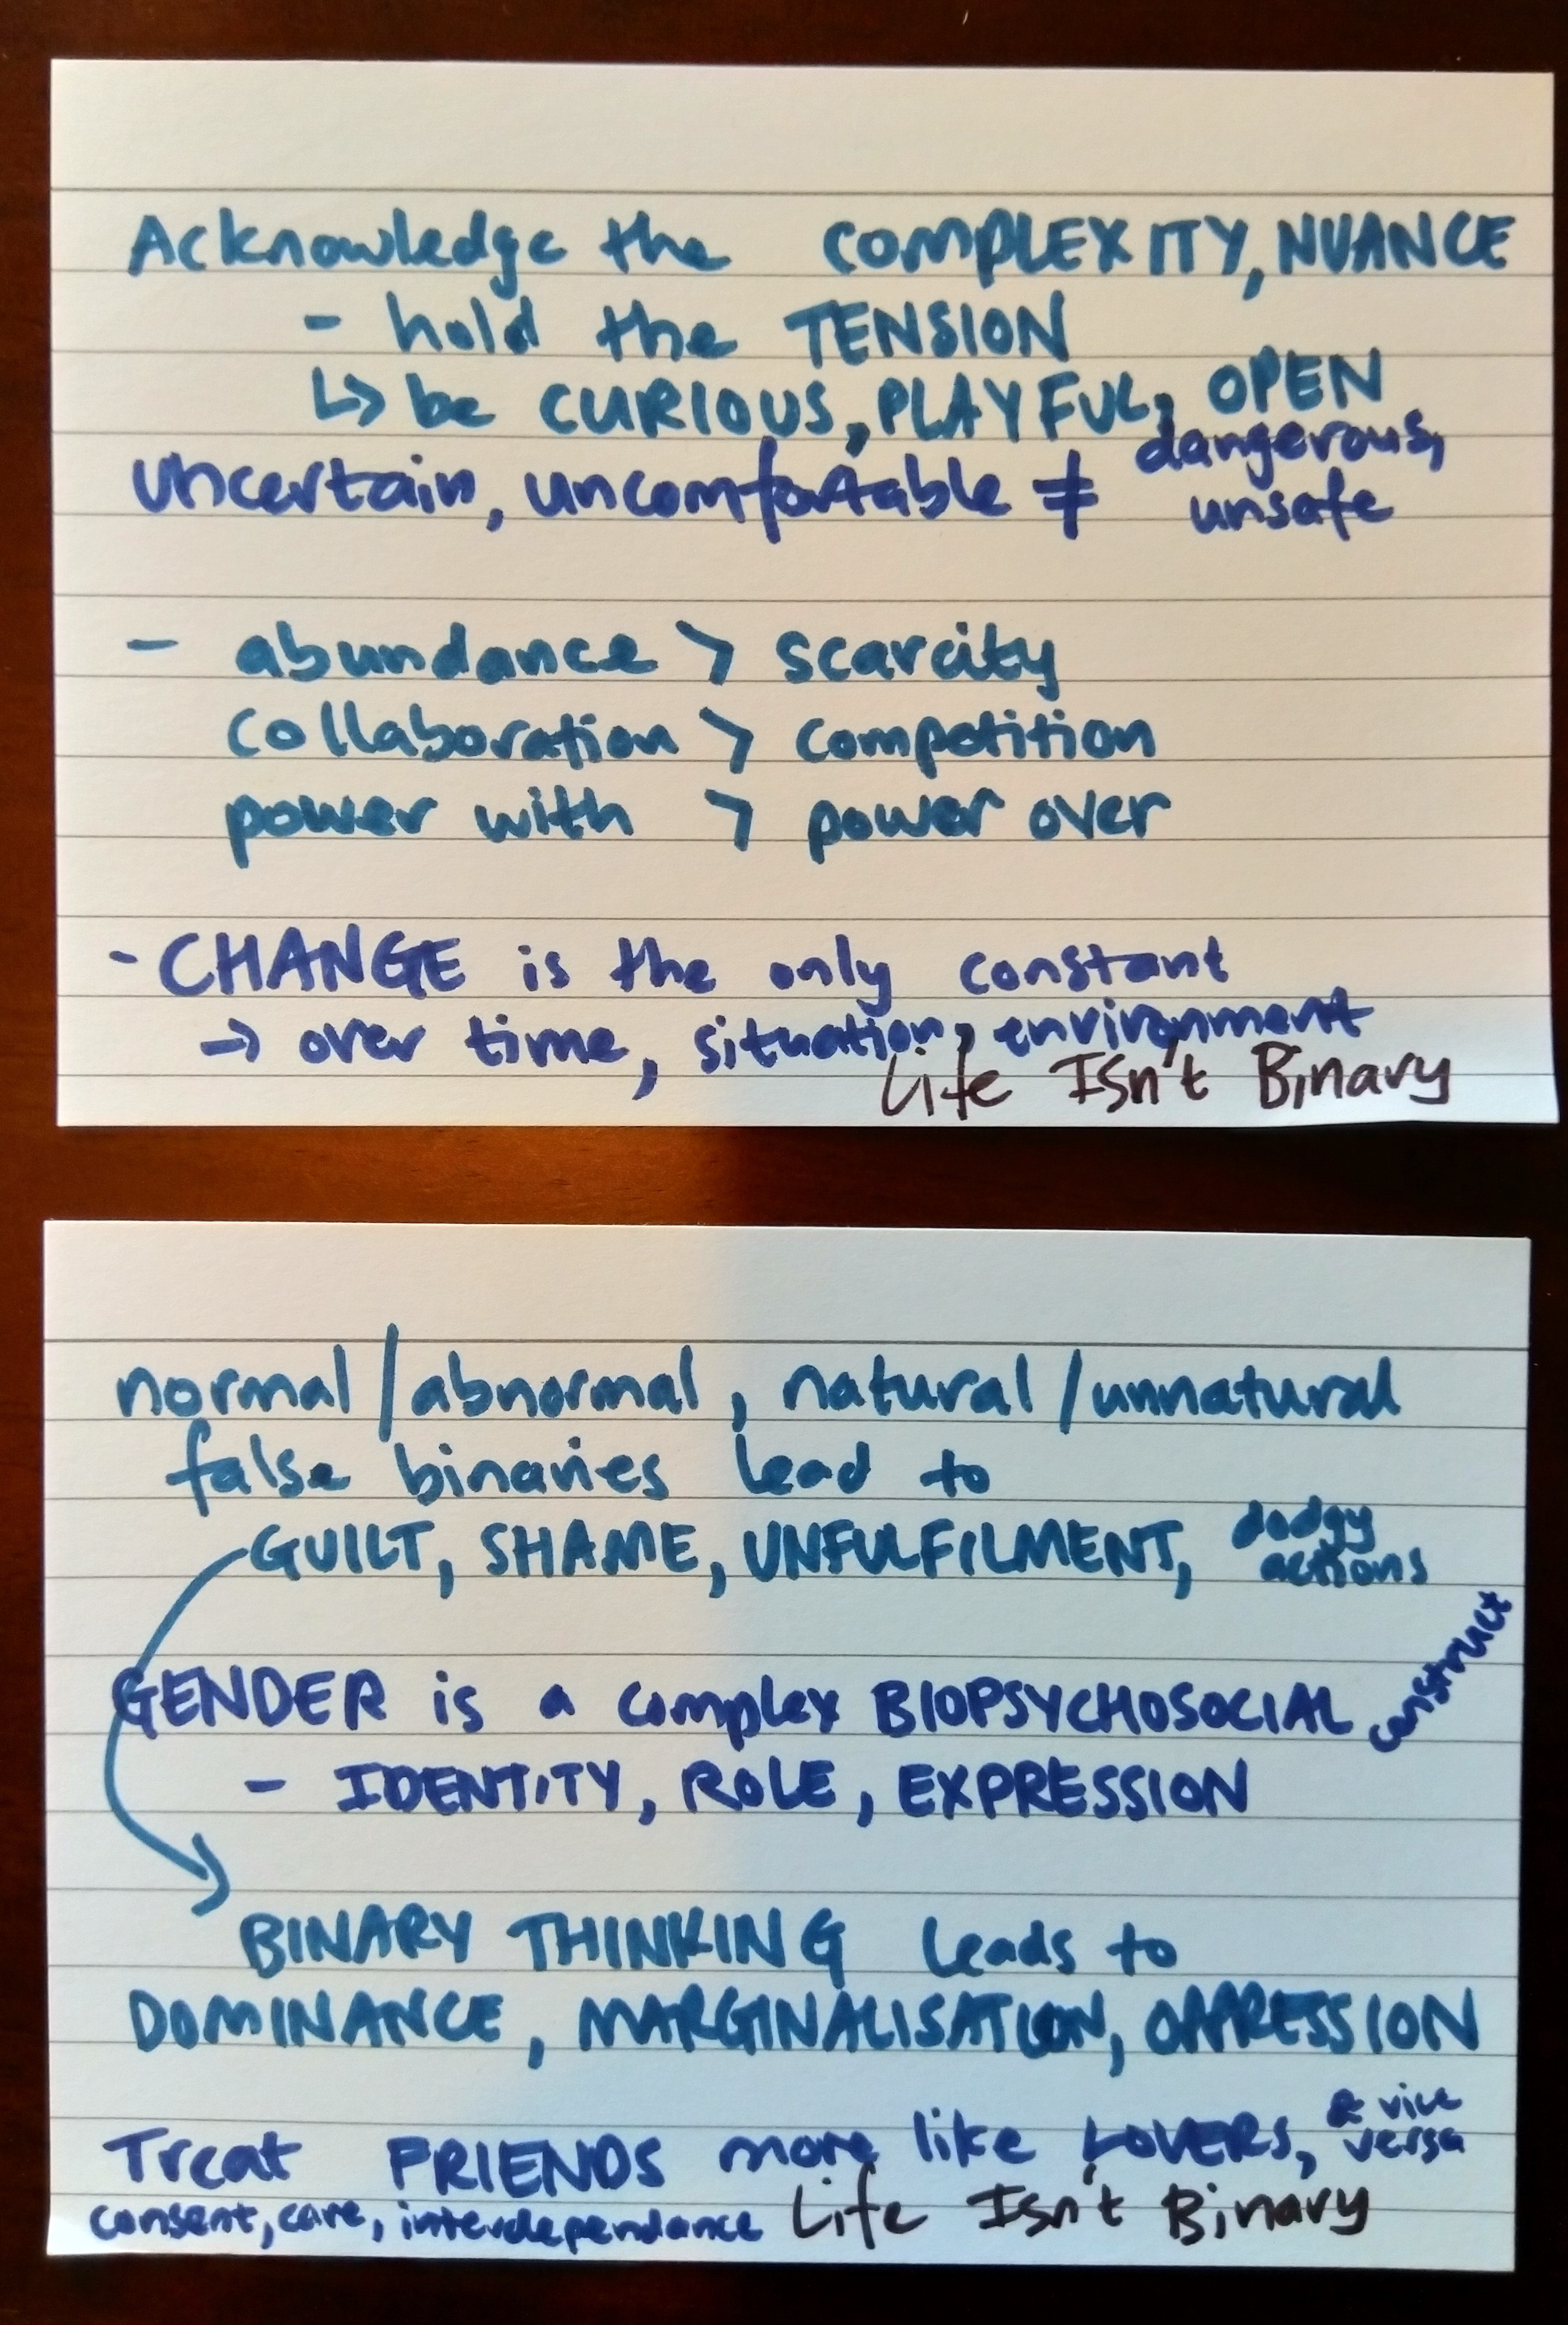 Acknowledge the COMPLEXITY, NUANCE
- hold the TENSION
↳ be CURIOUS, PLAYFUL, OPEN
uncertain, uncomfortable ≠ dangerous, unsafe
- abundance > scarcity
collaboration > competition
power with > power over
- CHANGE is the only constant
→ over time, situation, environment
Life Isn't Binary
normal/abnormal, natural/unnatural
false binaries lead to
GUILT, SHAME, UNFULFILMENT, dodgy actions
GENDER is a complex BIOPSYCHOSOCIAL construct
- IDENTITY, ROLE, EXPRESSION
BINARY THINKING leads to
DOMINANCE, MARGINALISATION, OPPRESSION
Treat FRIENDS more like LOVERS, & vice versa
consent, care, interdependance
Life Isn't Binary